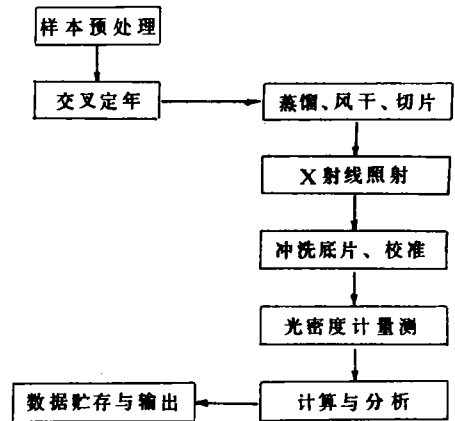 样本预处理
交叉定年
蒸馏、风干、切片
X射线照射
冲洗底片、校准
光密度计量测
计算与分析
数据贮存与输出